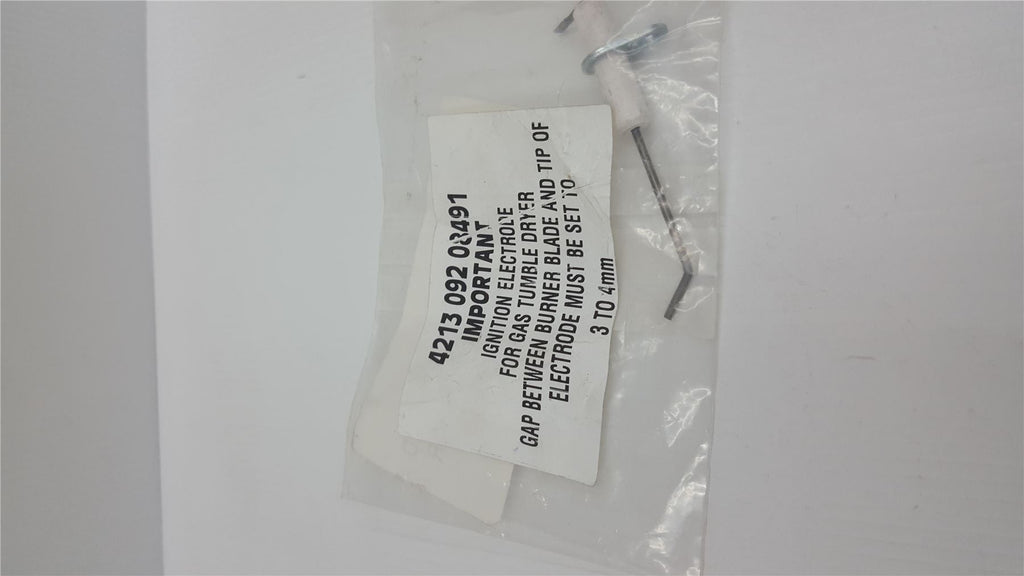 4213 092 08491
IMPORTANT
IGNITION ELECTRODE
FOR GAS TUMBLE DRYER
GAP BETWEEN BURNER BLADE AND TIP OF
ELECTRODE MUST BE SET TO
3 TO 4mm